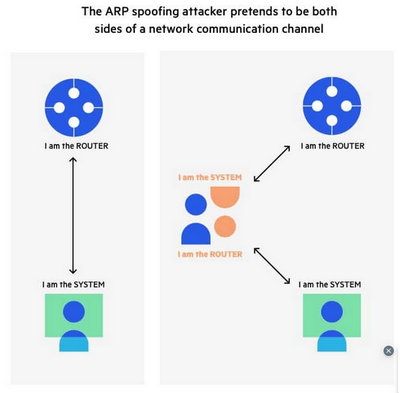 The ARP spoofing attacker pretends to be both
sides of a network communication channel
I am the ROUTER
I am the SYSTEM
I am the ROUTER
I am the SYSTEM
I am the ROUTER
I am the SYSTEM